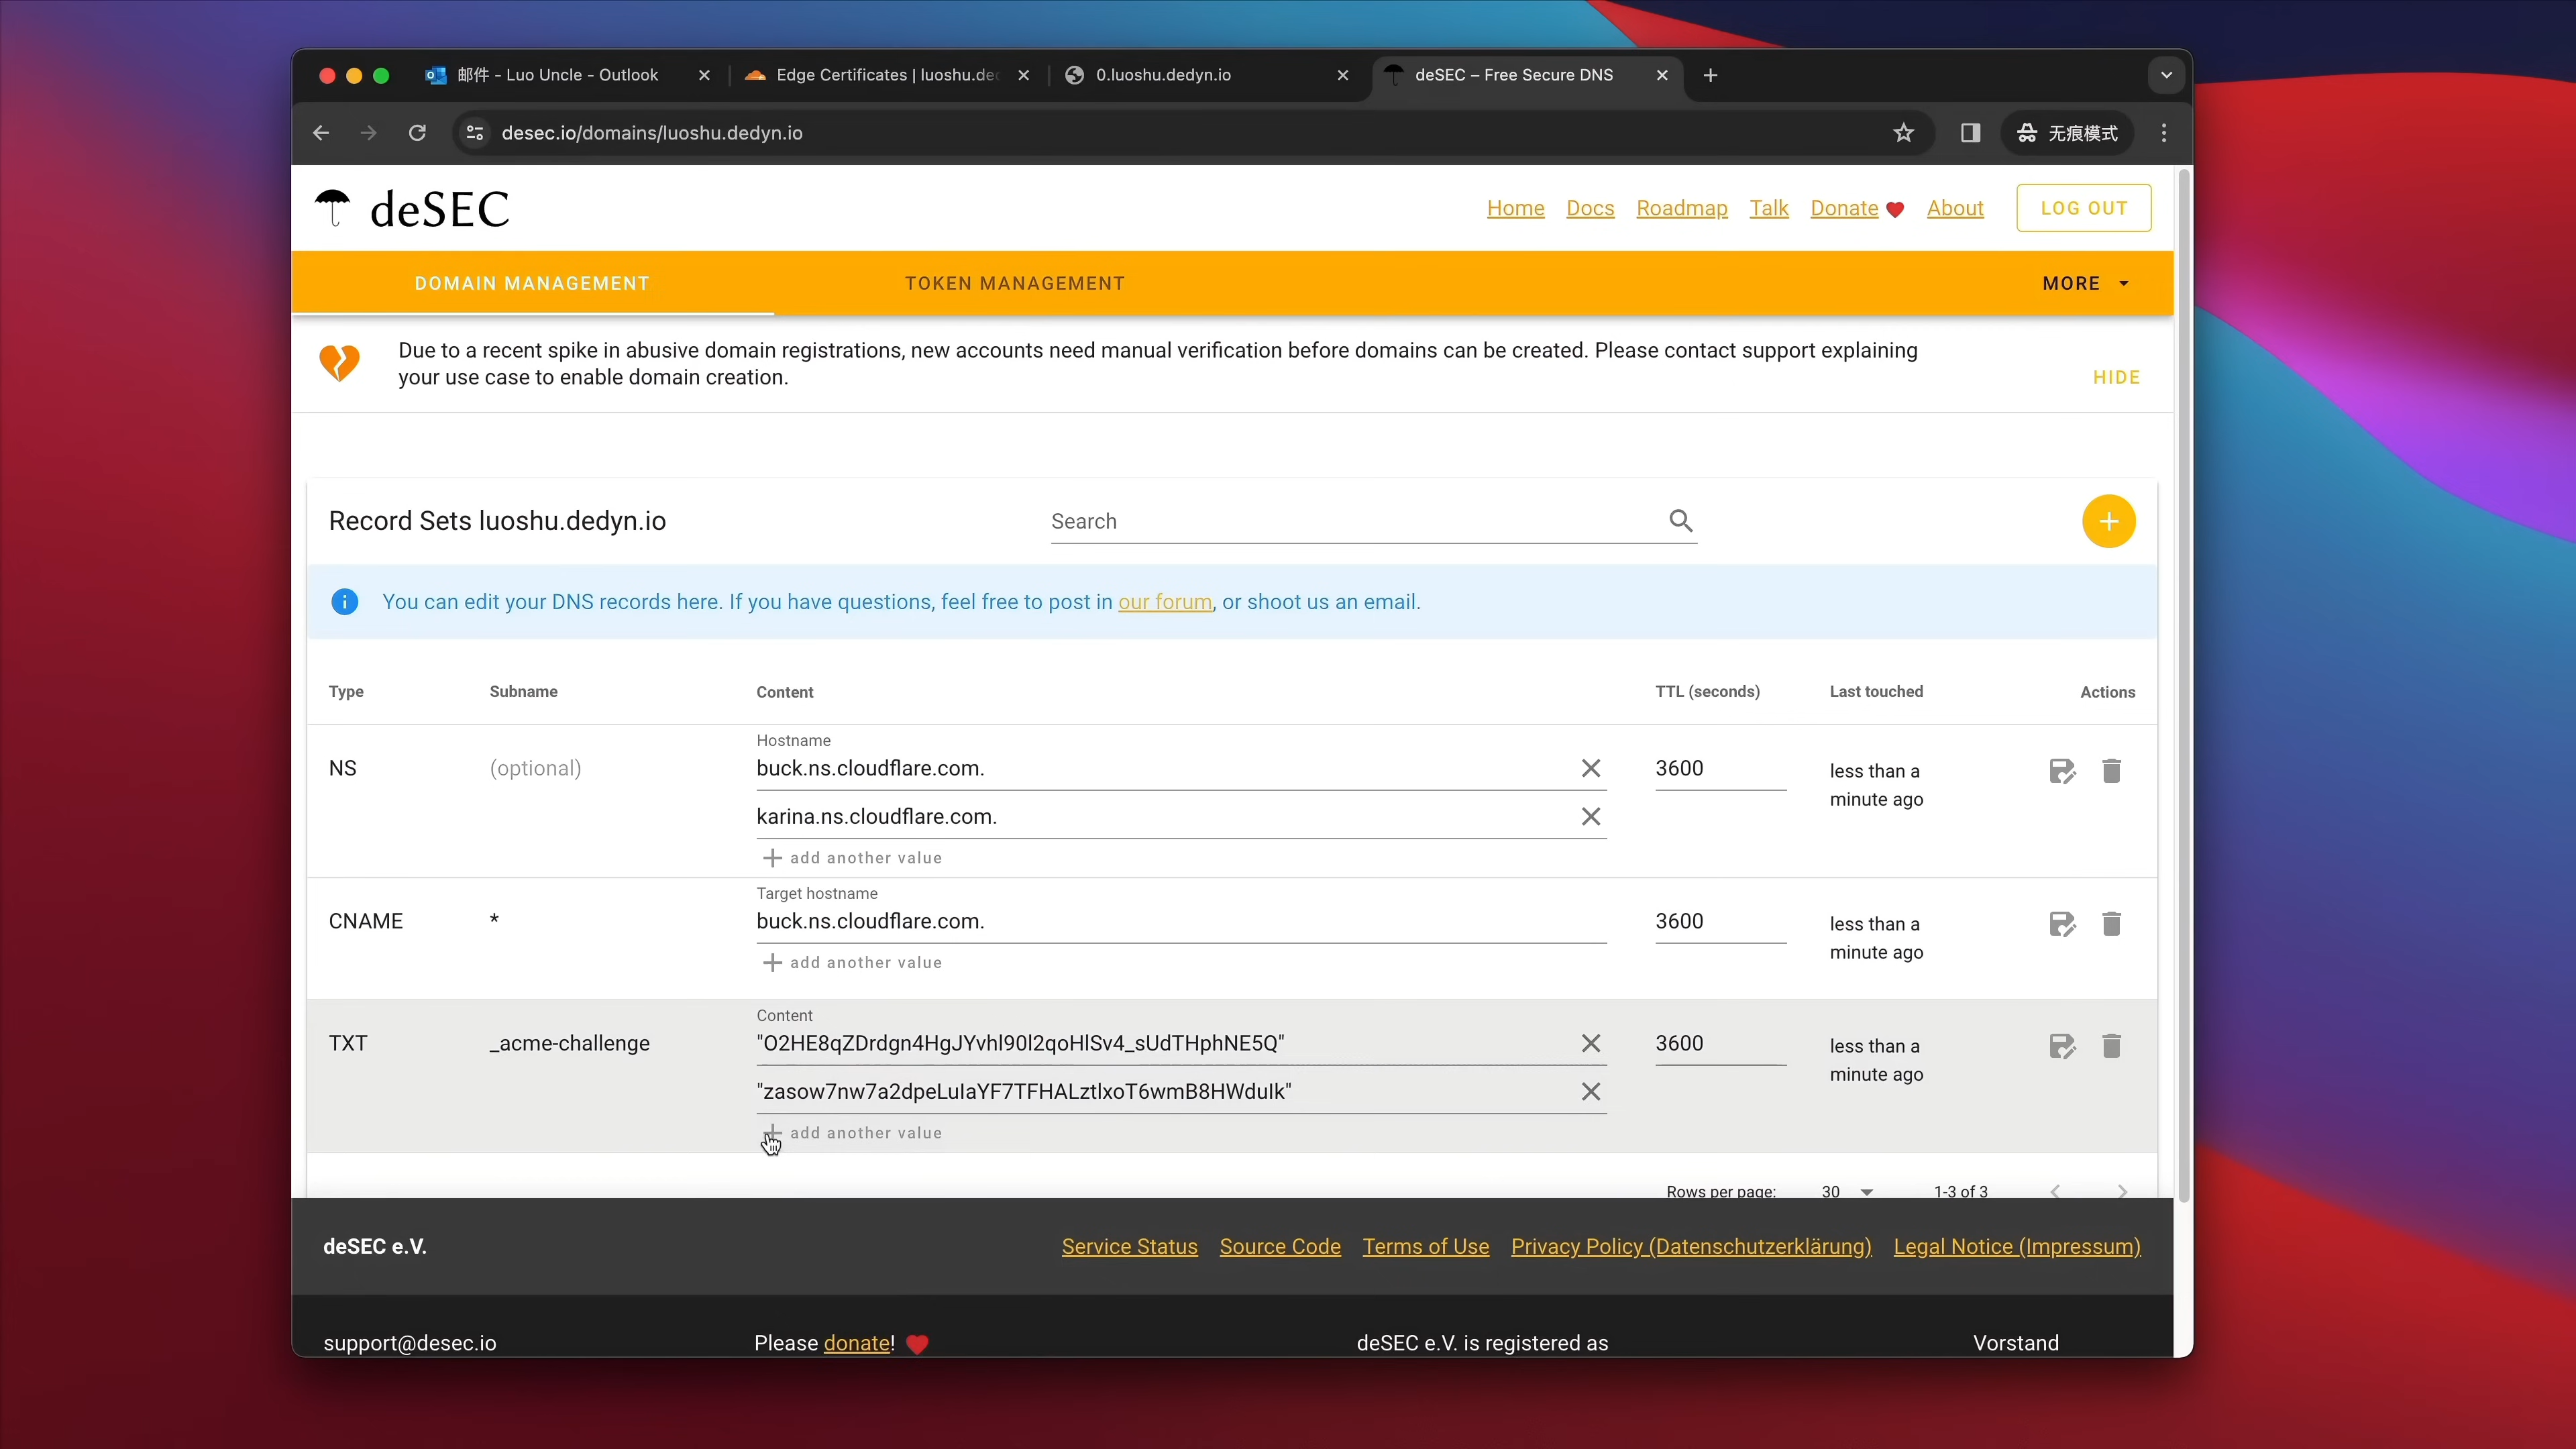 邮件 - Luo Uncle - Outlook
Edge Certificates | luoshu.dec
0.luoshu.dedyn.io
deSEC – Free Secure DNS
desec.io/domains/luoshu.dedyn.io
无痕模式
deSEC
Home
Docs
Roadmap
Talk
Donate
About
LOG OUT
DOMAIN MANAGEMENT
TOKEN MANAGEMENT
MORE
Due to a recent spike in abusive domain registrations, new accounts need manual verification before domains can be created. Please contact support explaining
your use case to enable domain creation.
HIDE
Record Sets luoshu.dedyn.io
Search
You can edit your DNS records here. If you have questions, feel free to post in our forum, or shoot us an email.
Type Subname Content TTL (seconds) Last touched Actions
Hostname
NS (optional) buck.ns.cloudflare.com. 3600 less than a
minute ago
karina.ns.cloudflare.com.
add another value
Target hostname
CNAME * buck.ns.cloudflare.com. 3600 less than a
minute ago
add another value
Content
TXT _acme-challenge "O2HE8qZDrdgn4HgJYvhl90l2qoHlSv4_sUdTHphNE5Q" 3600 less than a
minute ago
"zasow7nw7a2dpeLuIaYF7TFHALztlxoT6wmB8HWduIk"
add another value
Rows per page: 30 1-3 of 3
deSEC e.V.
Service Status
Source Code
Terms of Use
Privacy Policy (Datenschutzerklärung)
Legal Notice (Impressum)
support@desec.io
Please donate!
deSEC e.V. is registered as
Vorstand